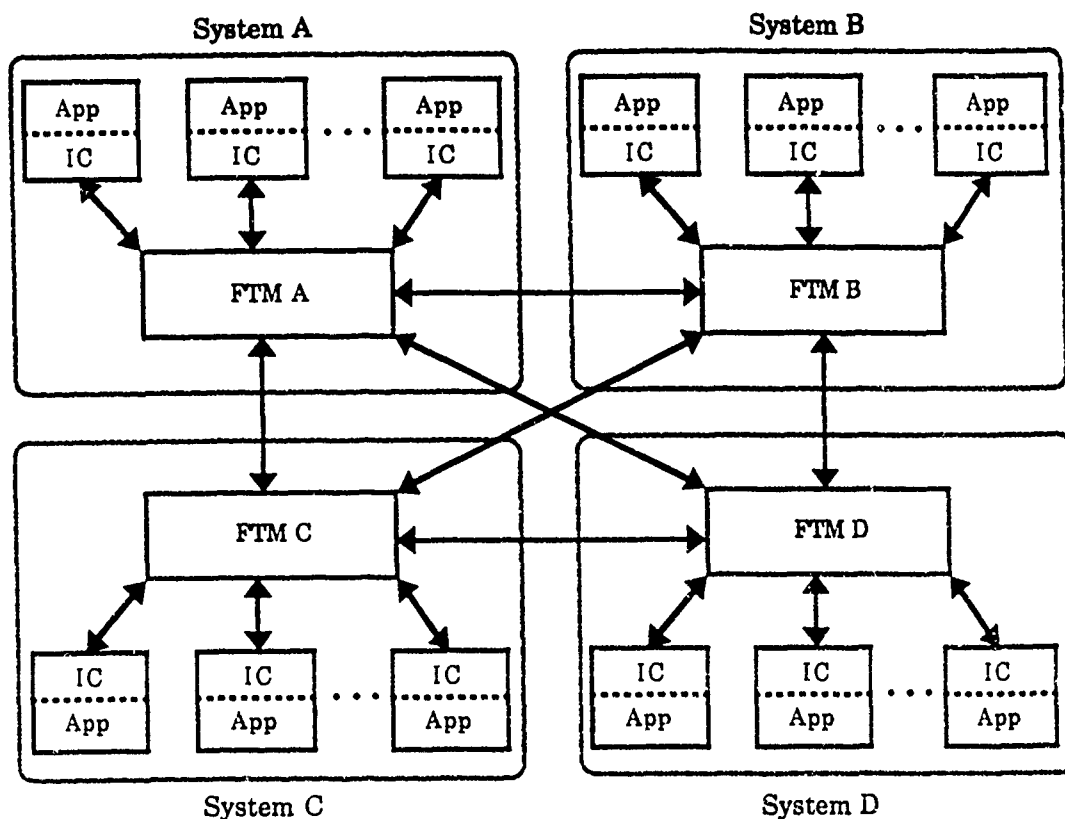 System A
System B
App App ... App
IC IC IC
App App ... App
IC IC IC
FTM A
FTM B
FTM C
FTM D
IC IC IC
App App ... App
IC IC IC
App App ... App
System C
System D